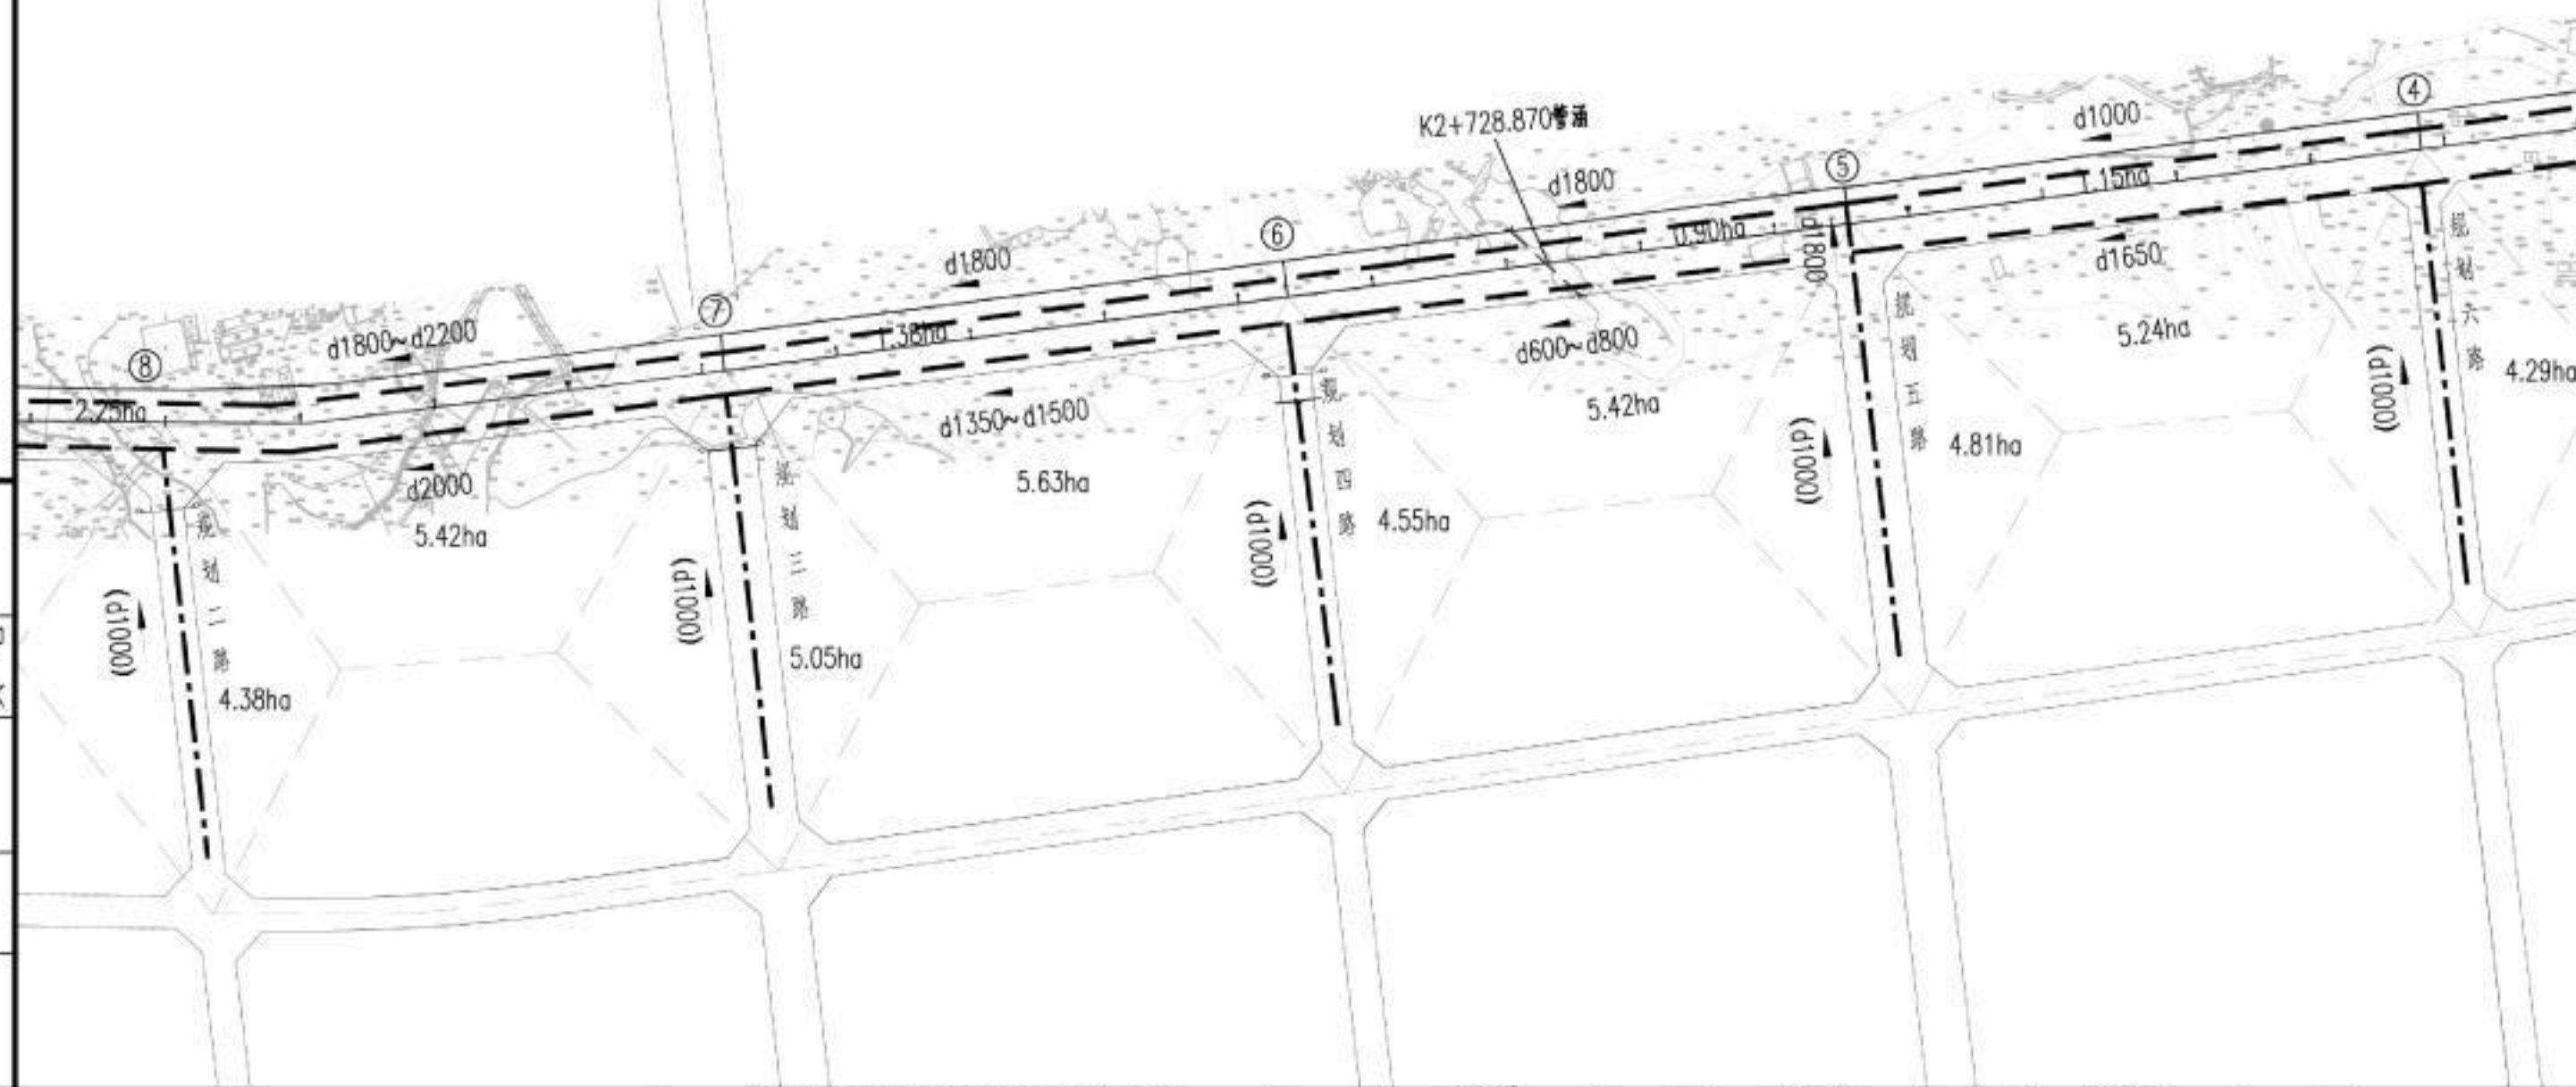 ④
d1000
K2+728.870管涵
⑤
d1800
1.15ha
⑥
0.90ha
d1800
d1650
规划六路
d1800
⑦
1.38ha
规划五路
5.24ha
d600~d800
(d1000)
4.29ha
d1800~d2200
⑧
2.25ha
d1350~d1500
规划四路
5.42ha
(d1000)
4.81ha
d2000
5.42ha
规划三路
5.63ha
(d1000)
4.55ha
规划二路
(d1000)
5.05ha
(d1000)
4.38ha